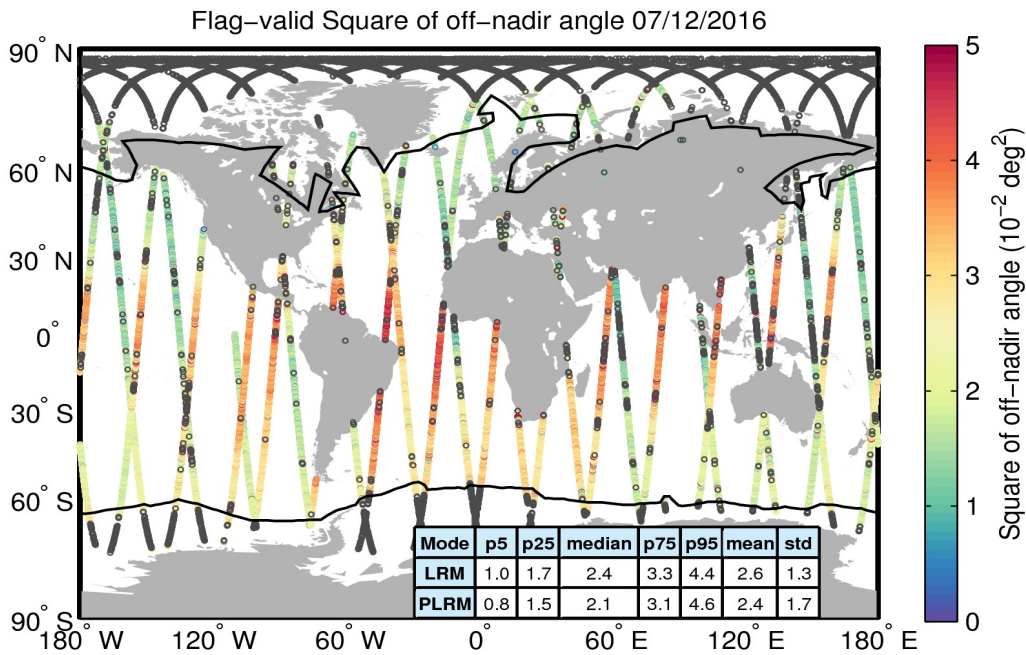 Flag−valid Square of off−nadir angle 07/12/2016
90° N
60° N
30° N
0°
30° S
60° S
90° S
180° W
120° W
60° W
0°
60° E
120° E
180° E
Mode p5 p25 median p75 p95 mean std
LRM 1.0 1.7 2.4 3.3 4.4 2.6 1.3
PLRM 0.8 1.5 2.1 3.1 4.6 2.4 1.7
5
4
3
2
1
0
Square of off−nadir angle (10⁻² deg²)